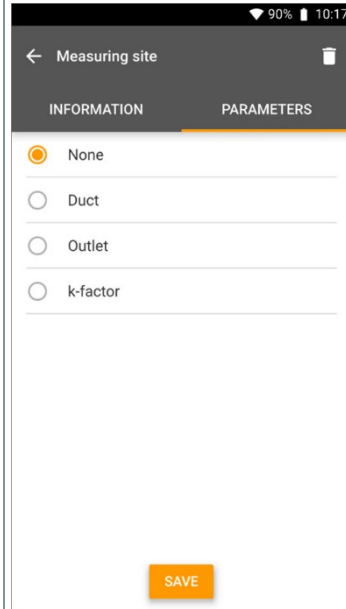 90% 10:17
Measuring site
INFORMATION PARAMETERS
None
Duct
Outlet
k-factor
SAVE